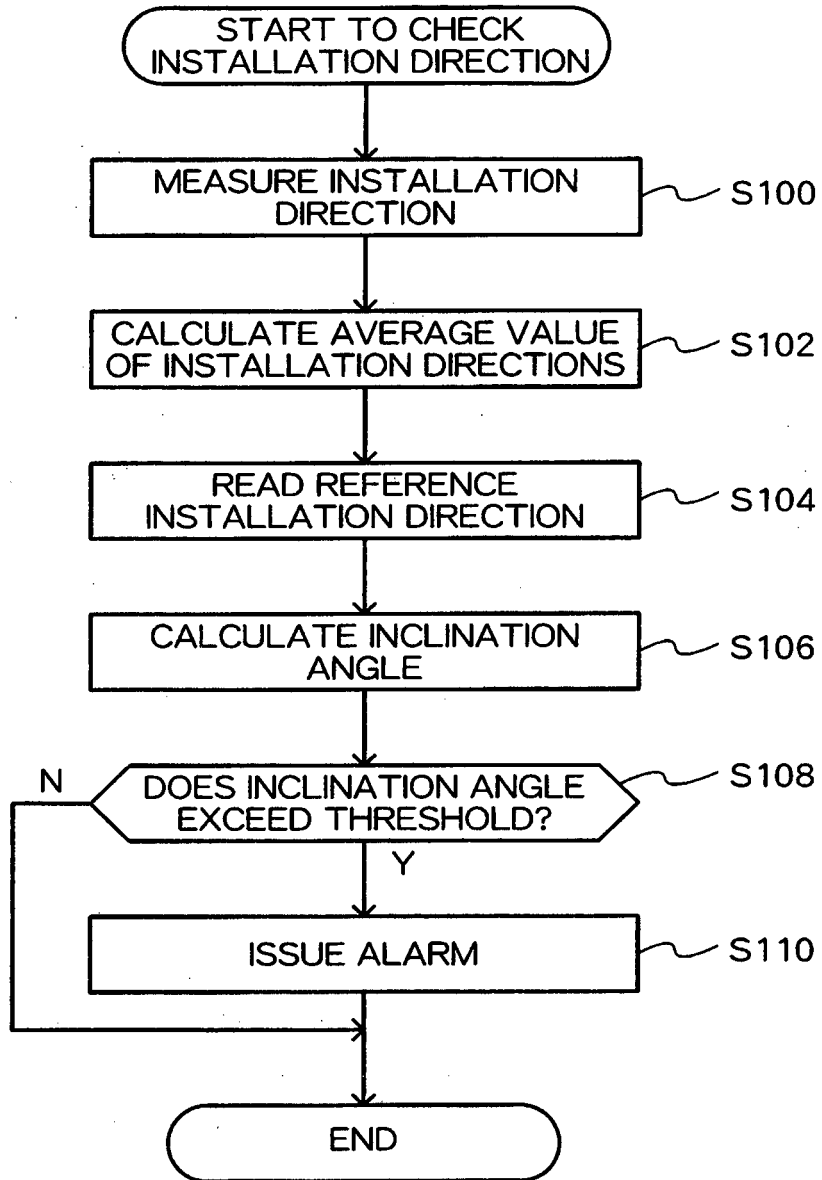 START TO CHECK
INSTALLATION DIRECTION
MEASURE INSTALLATION
DIRECTION
S100
CALCULATE AVERAGE VALUE
OF INSTALLATION DIRECTIONS
S102
READ REFERENCE
INSTALLATION DIRECTION
S104
CALCULATE INCLINATION
ANGLE
S106
N
DOES INCLINATION ANGLE
EXCEED THRESHOLD?
S108
Y
ISSUE ALARM
S110
END